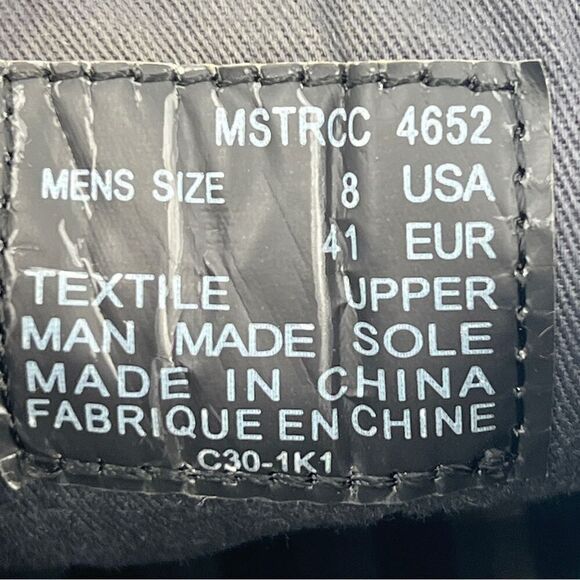 MSTRCC 4652
MENS SIZE 8 USA
41 EUR
TEXTILE UPPER
MAN MADE SOLE
MADE IN CHINA
FABRIQUE EN CHINE
C30-1K1